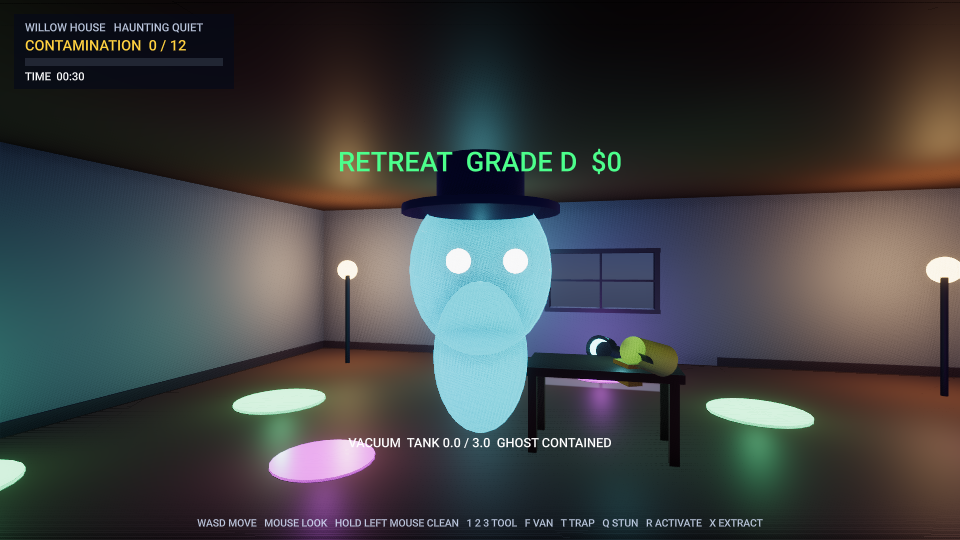 WILLOW HOUSE HAUNTING QUIET
CONTAMINATION 0 / 12
TIME 00:30
RETREAT GRADE D $0
VACUUM TANK 0.0 / 3.0 GHOST CONTAINED
WASD MOVE MOUSE LOOK HOLD LEFT MOUSE CLEAN 1 2 3 TOOL F VAN T TRAP Q STUN R ACTIVATE X EXTRACT